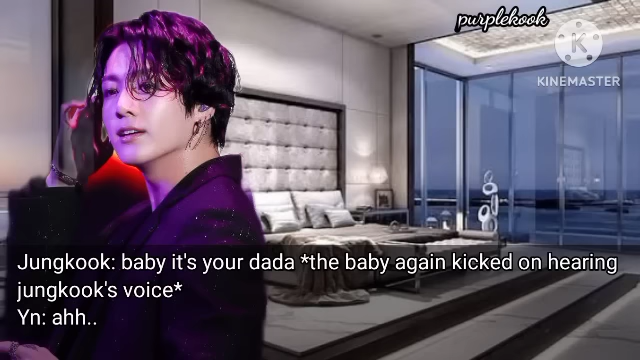 purplekook
K
KINEMASTER
Jungkook: baby it's your dada *the baby again kicked on hearing
jungkook's voice*
Yn: ahh..